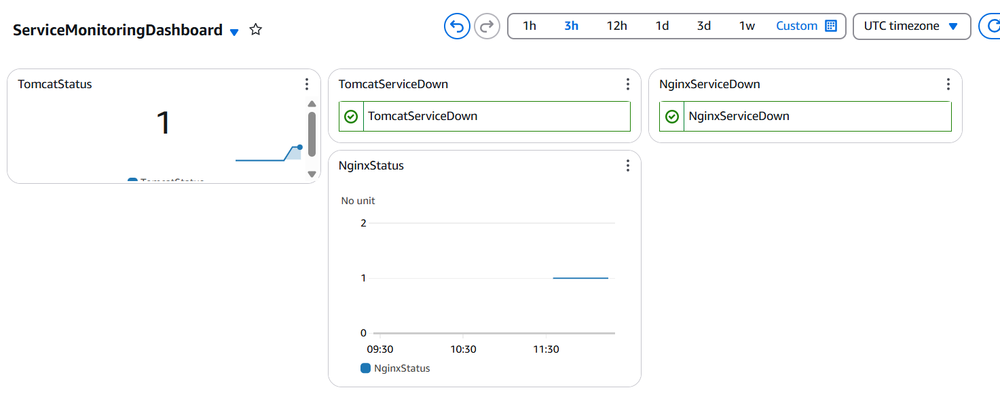 ServiceMonitoringDashboard
1h 3h 12h 1d 3d 1w Custom UTC timezone
TomcatStatus
1
TomcatStatus
TomcatServiceDown
TomcatServiceDown
NginxServiceDown
NginxServiceDown
NginxStatus
No unit
2
1
0
09:30 10:30 11:30
NginxStatus